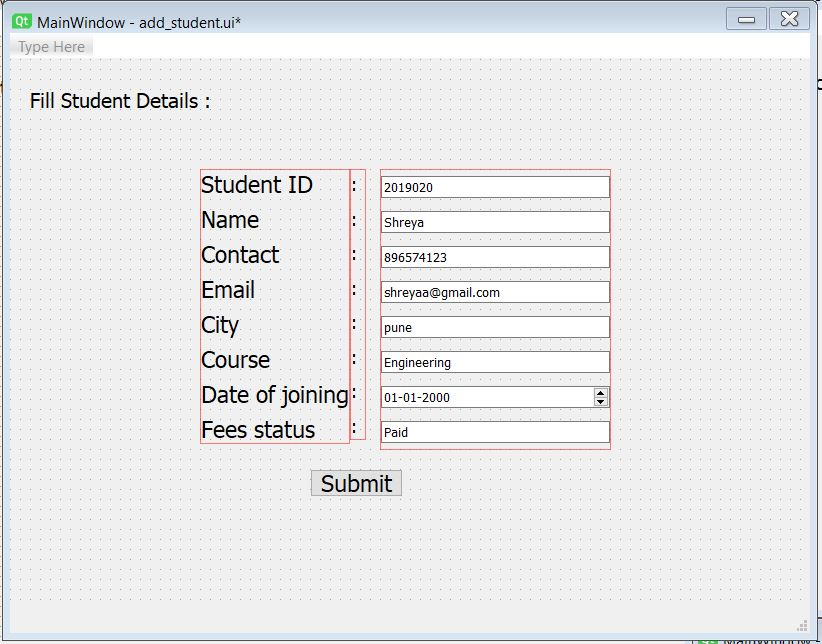 Qt MainWindow - add_student.ui*
Type Here
Fill Student Details :
Student ID : 2019020
Name : Shreya
Contact : 896574123
Email : shreyaa@gmail.com
City : pune
Course : Engineering
Date of joining : 01-01-2000
Fees status : Paid
Submit